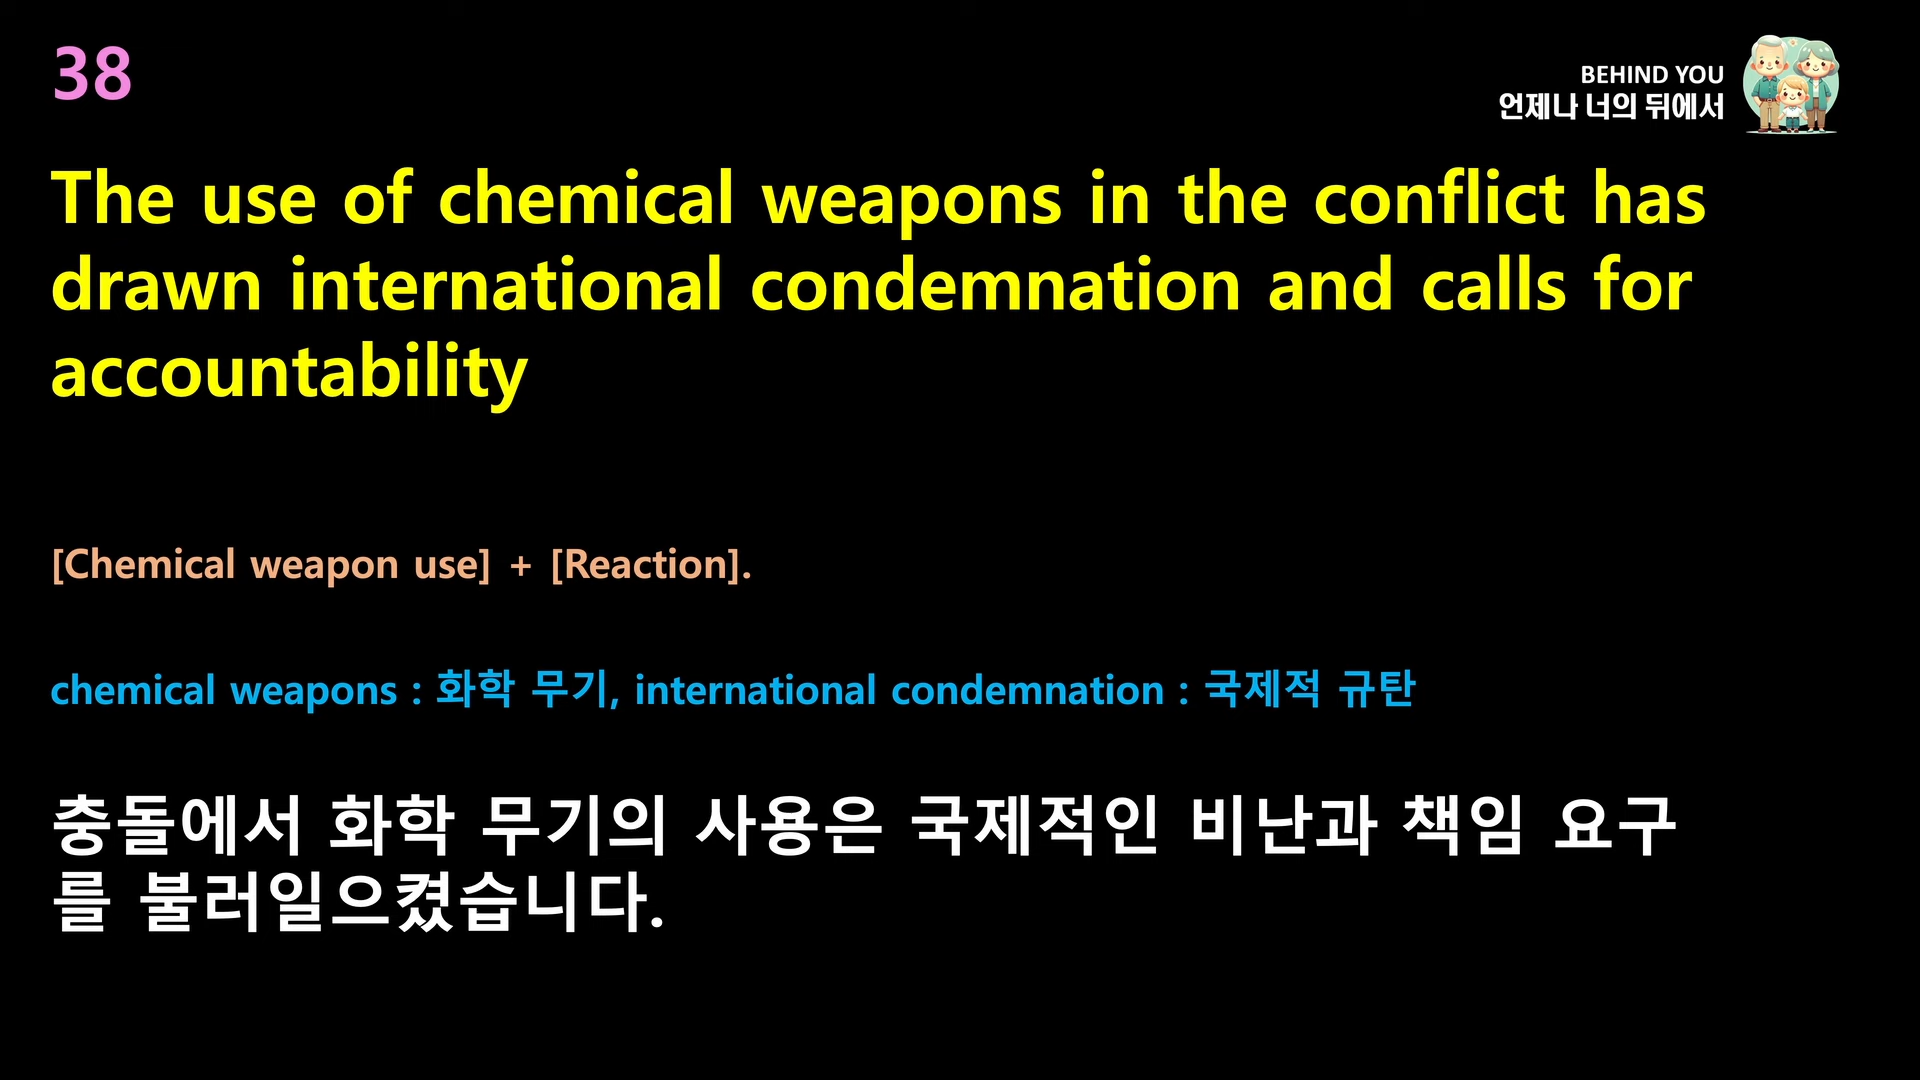 38
BEHIND YOU
언제나 너의 뒤에서
The use of chemical weapons in the conflict has
drawn international condemnation and calls for
accountability
[Chemical weapon use] + [Reaction].
chemical weapons : 화학 무기, international condemnation : 국제적 규탄
충돌에서 화학 무기의 사용은 국제적인 비난과 책임 요구
를 불러일으켰습니다.